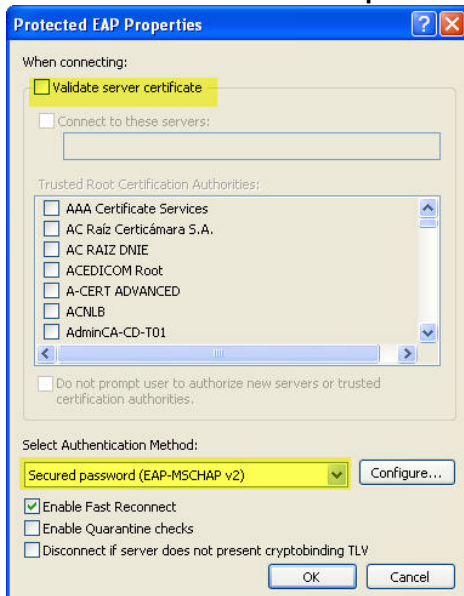 Protected EAP Properties
When connecting:
Validate server certificate
Connect to these servers:
Trusted Root Certification Authorities:
AAA Certificate Services
AC Raíz Certicámara S.A.
AC RAIZ DNIE
ACEDICOM Root
A-CERT ADVANCED
ACNLB
AdminCA-CD-T01
Do not prompt user to authorize new servers or trusted
certification authorities.
Select Authentication Method:
Secured password (EAP-MSCHAP v2)
Configure...
Enable Fast Reconnect
Enable Quarantine checks
Disconnect if server does not present cryptobinding TLV
OK
Cancel